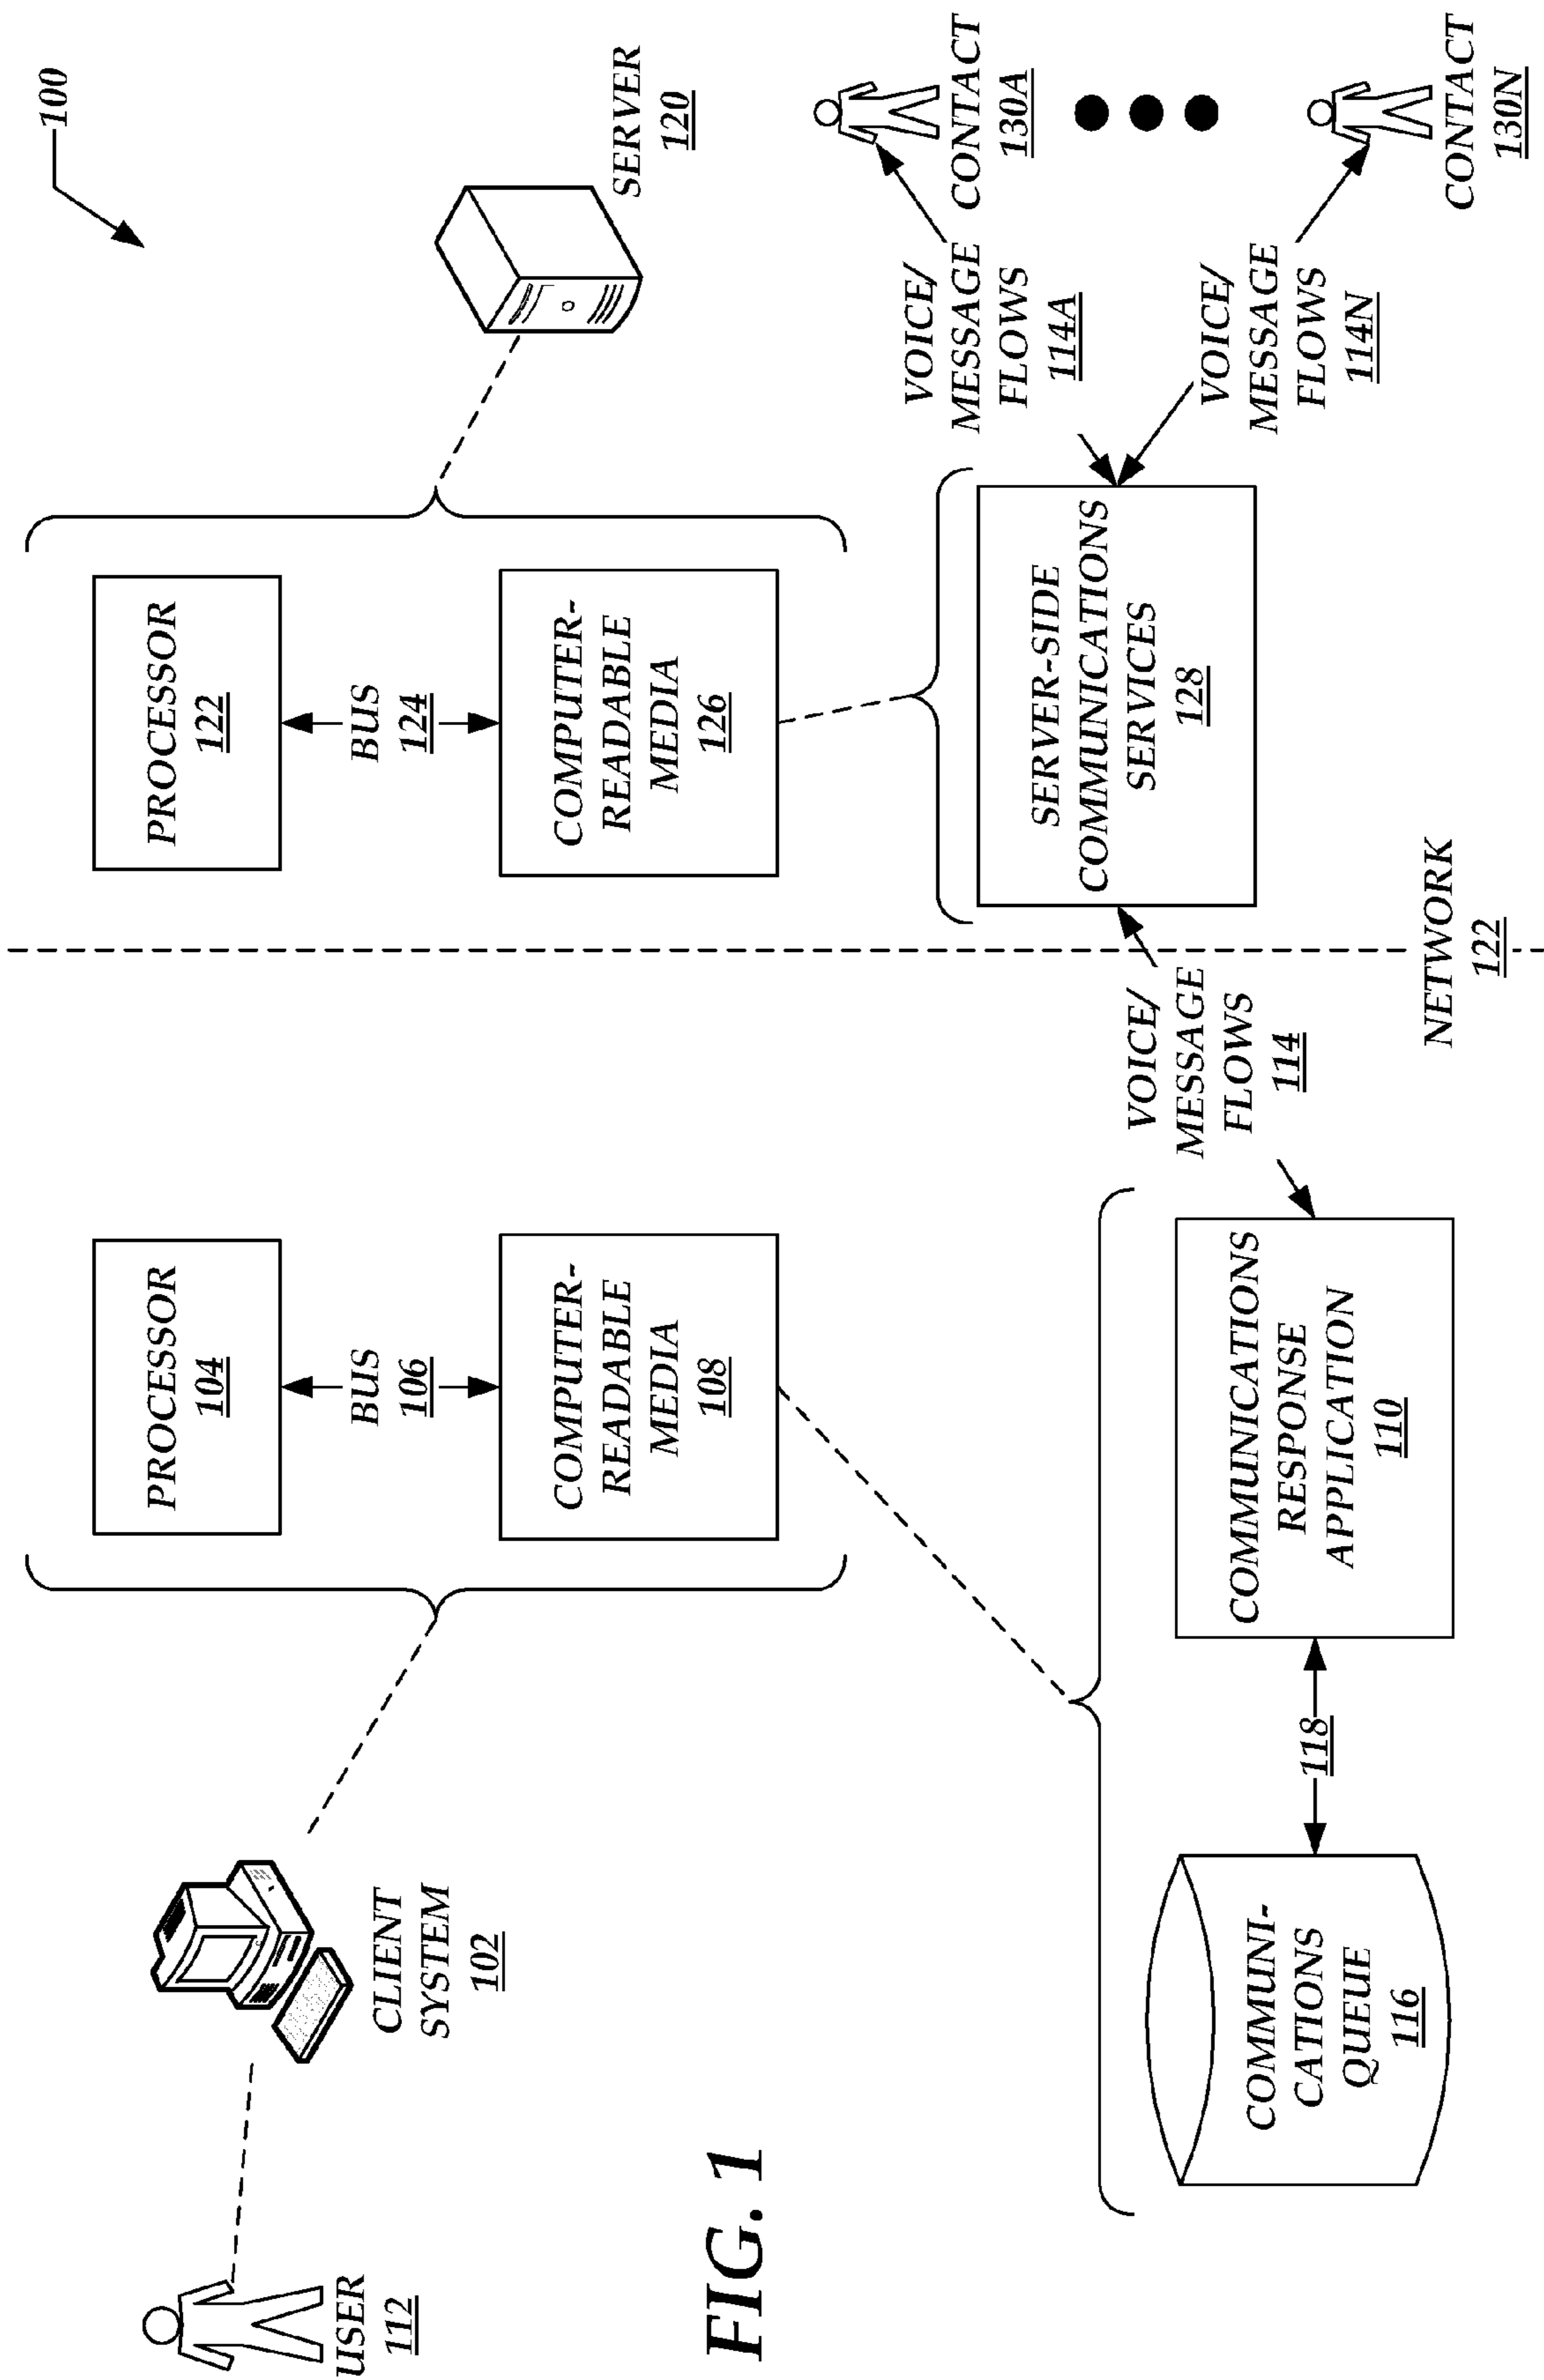 100
USER
112
CLIENT
SYSTEM
102
PROCESSOR
104
BUS
106
COMPUTER-
READABLE
MEDIA
108
PROCESSOR
122
BUS
124
COMPUTER-
READABLE
MEDIA
126
SERVER
120
COMMUNI-
CATIONS
QUEUE
116
118
COMMUNICATIONS
RESPONSE
APPLICATION
110
VOICE/
MESSAGE
FLOWS
114
NETWORK
122
SERVER-SIDE
COMMUNICATIONS
SERVICES
128
VOICE/
MESSAGE
FLOWS
114A
CONTACT
130A
VOICE/
MESSAGE
FLOWS
114N
CONTACT
130N
FIG. 1